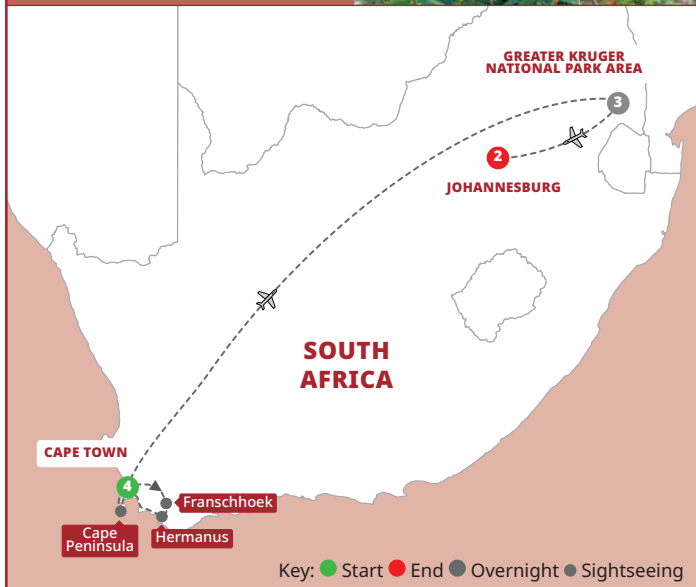 GREATER KRUGER
NATIONAL PARK AREA
3
2
JOHANNESBURG
SOUTH
AFRICA
CAPE TOWN
4
Franschhoek
Cape
Peninsula
Hermanus
Key: Start End Overnight Sightseeing